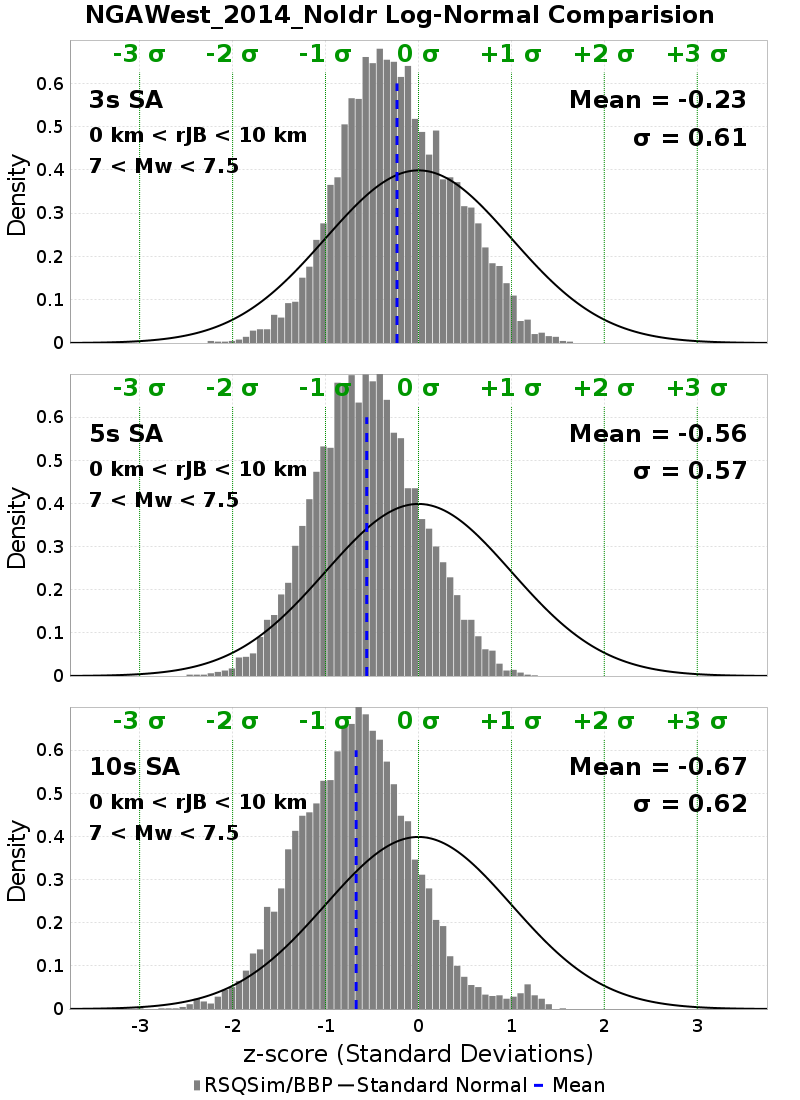 NGAWest_2014_NoIdr Log-Normal Comparision
-3 σ -2 σ -1 σ 0 σ +1 σ +2 σ +3 σ
3s SA
0 km < rJB < 10 km
7 < Mw < 7.5
Mean = -0.23
σ = 0.61
Density
0.6
0.5
0.4
0.3
0.2
0.1
0
-3 σ -2 σ -1 σ 0 σ +1 σ +2 σ +3 σ
5s SA
0 km < rJB < 10 km
7 < Mw < 7.5
Mean = -0.56
σ = 0.57
Density
0.6
0.5
0.4
0.3
0.2
0.1
0
-3 σ -2 σ -1 σ 0 σ +1 σ +2 σ +3 σ
10s SA
0 km < rJB < 10 km
7 < Mw < 7.5
Mean = -0.67
σ = 0.62
Density
0.6
0.5
0.4
0.3
0.2
0.1
0
-3 -2 -1 0 1 2 3
z-score (Standard Deviations)
RSQSim/BBP Standard Normal Mean